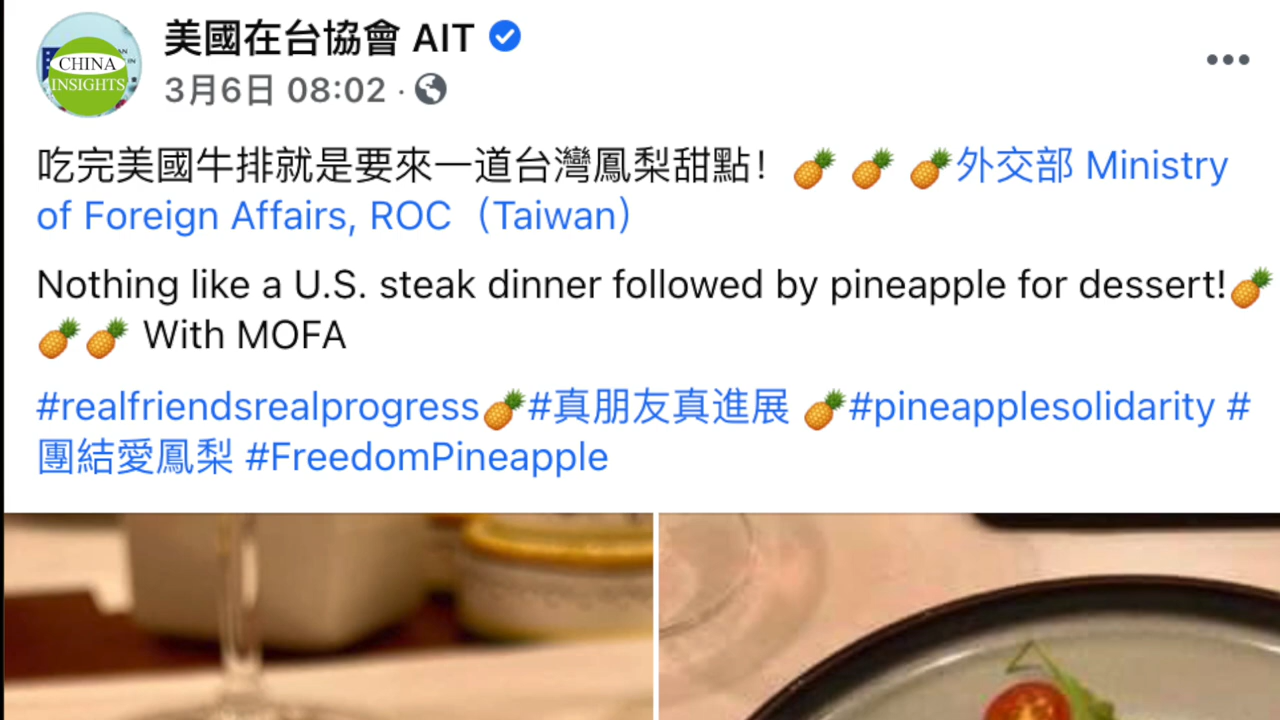 美國在台協會 AIT
CHINA
INSIGHTS
3月6日 08:02 ·
吃完美國牛排就是要來一道台灣鳳梨甜點！🍍 🍍 🍍外交部 Ministry
of Foreign Affairs, ROC（Taiwan）
Nothing like a U.S. steak dinner followed by pineapple for dessert!🍍
🍍🍍 With MOFA
#realfriendsrealprogress🍍#真朋友真進展 🍍#pineapplesolidarity #
團結愛鳳梨 #FreedomPineapple